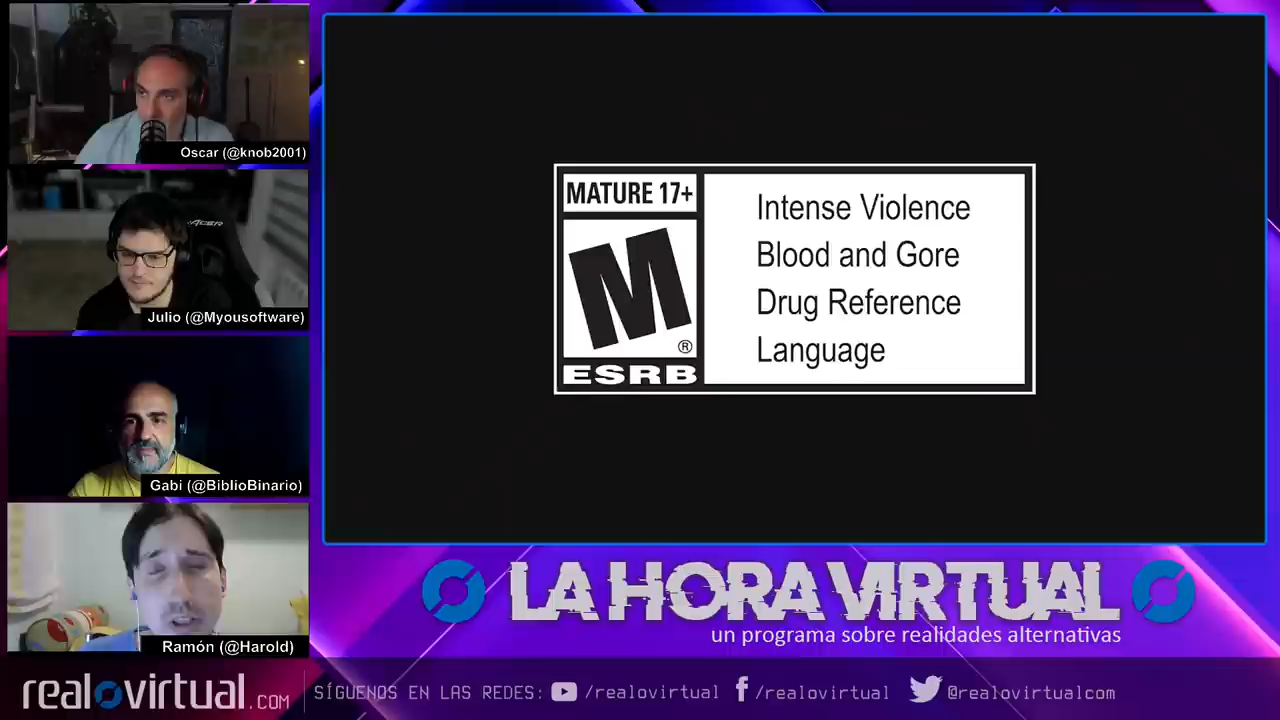 Oscar (@knob2001)
ACER
Julio (@Myousoftware)
Gabi (@BiblioBinario)
Ramón (@Harold)
MATURE 17+
M
®
ESRB
Intense Violence
Blood and Gore
Drug Reference
Language
LA HORA VIRTUAL
un programa sobre realidades alternativas
realovirtual.com
SÍGUENOS EN LAS REDES: /realovirtual /realovirtual @realovirtualcom